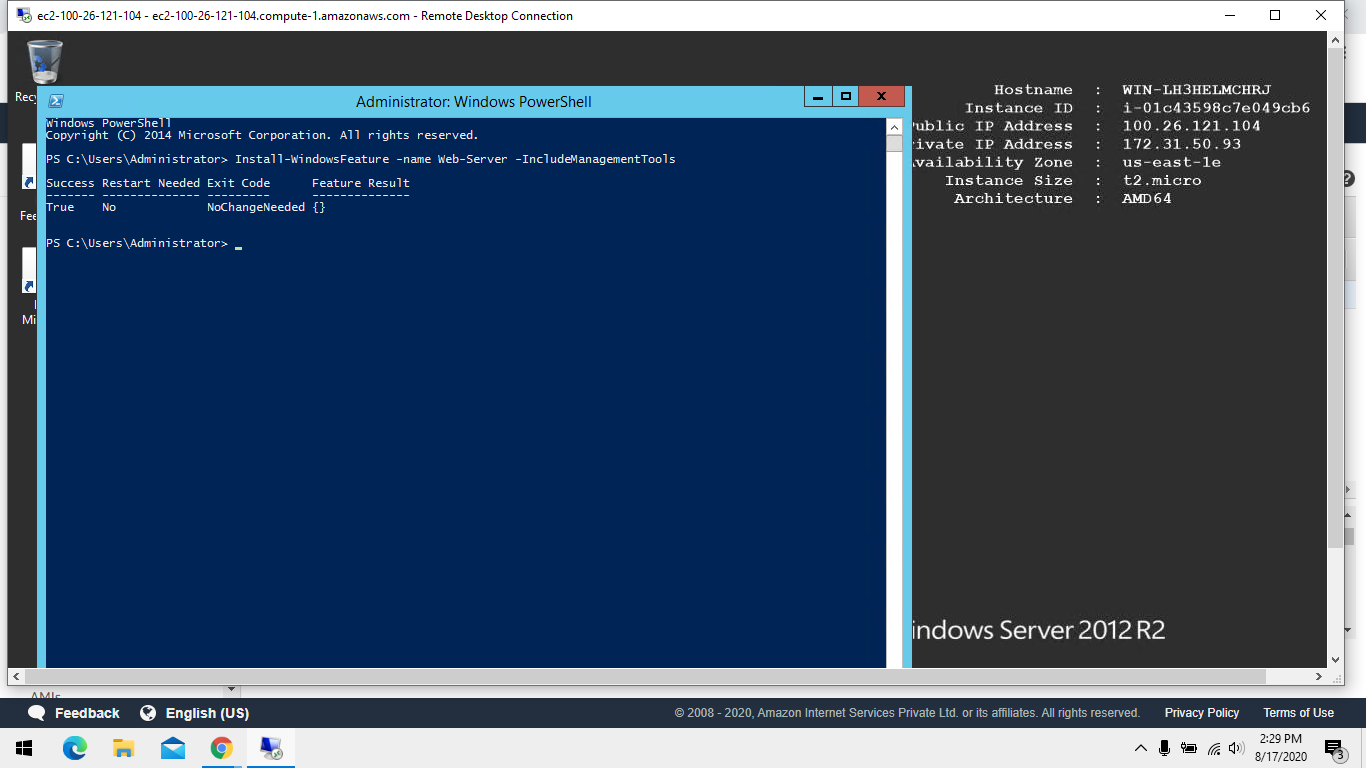 ec2-100-26-121-104 - ec2-100-26-121-104.compute-1.amazonaws.com - Remote Desktop Connection
Administrator: Windows PowerShell
Windows PowerShell
Copyright (C) 2014 Microsoft Corporation. All rights reserved.
PS C:\Users\Administrator> Install-WindowsFeature -name Web-Server -IncludeManagementTools
Success Restart Needed Exit Code Feature Result
------- -------------- --------- --------------
True No NoChangeNeeded {}
PS C:\Users\Administrator>
Hostname : WIN-LH3HELMCHRJ
Instance ID : i-01c43598c7e049cb6
ublic IP Address : 100.26.121.104
rivate IP Address : 172.31.50.93
vailability Zone : us-east-1e
Instance Size : t2.micro
Architecture : AMD64
Recy
Fee
Mi
indows Server 2012 R2
AMIs
Feedback English (US)
© 2008 - 2020, Amazon Internet Services Private Ltd. or its affiliates. All rights reserved. Privacy Policy Terms of Use
2:29 PM
8/17/2020
3